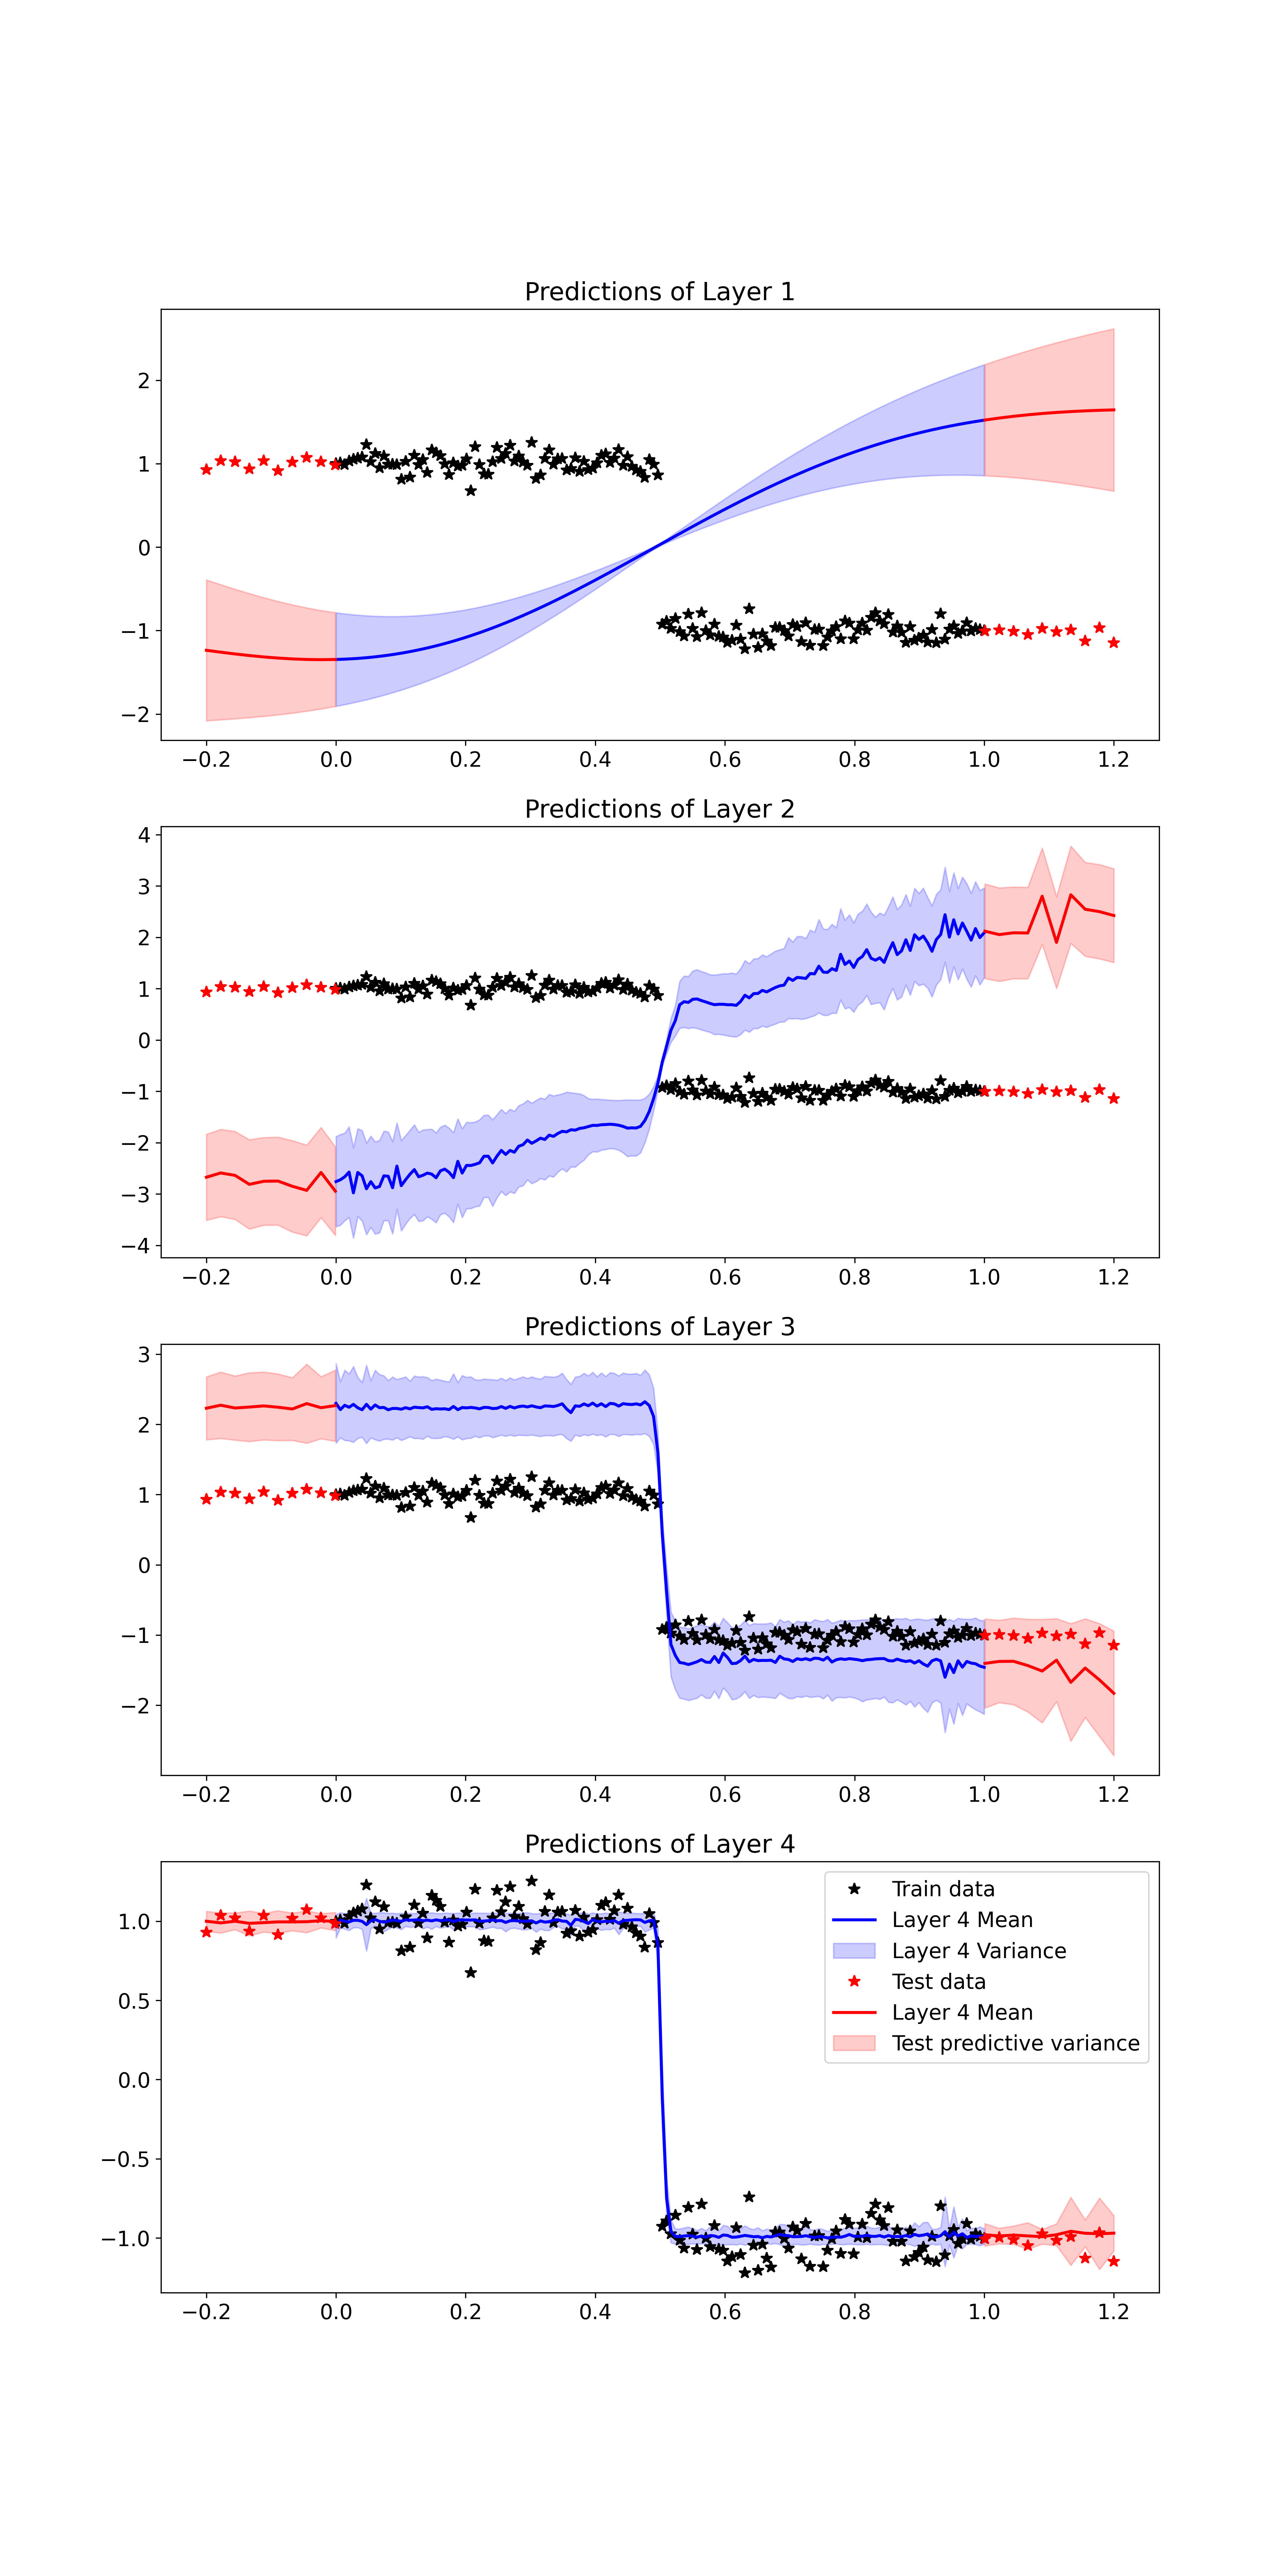 Predictions of Layer 1
2
1
0
−1
−2
−0.2 0.0 0.2 0.4 0.6 0.8 1.0 1.2
Predictions of Layer 2
4
3
2
1
0
−1
−2
−3
−4
−0.2 0.0 0.2 0.4 0.6 0.8 1.0 1.2
Predictions of Layer 3
3
2
1
0
−1
−2
−0.2 0.0 0.2 0.4 0.6 0.8 1.0 1.2
Predictions of Layer 4
Train data
Layer 4 Mean
Layer 4 Variance
Test data
Layer 4 Mean
Test predictive variance
1.0
0.5
0.0
−0.5
−1.0
−0.2 0.0 0.2 0.4 0.6 0.8 1.0 1.2